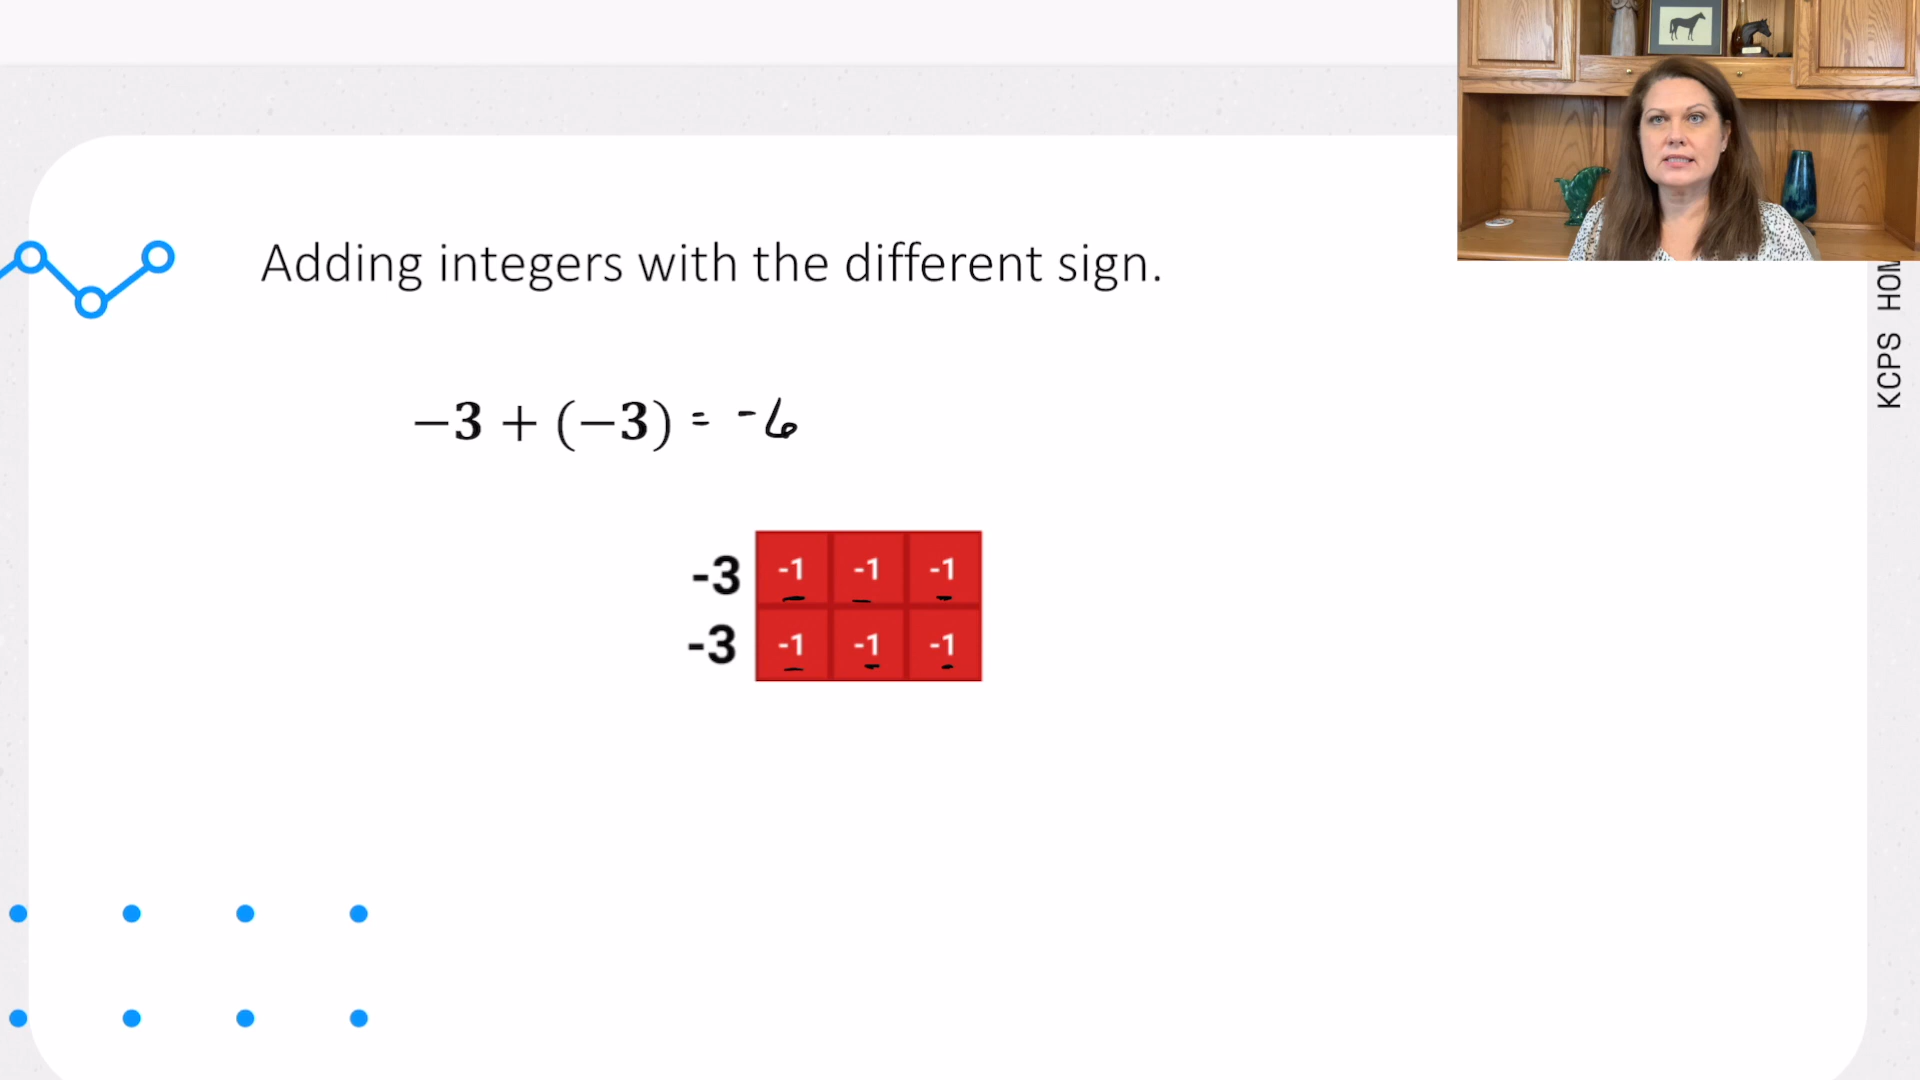 Adding integers with the different sign.
−3 + (−3) = -6
-3 -1 -1 -1
-3 -1 -1 -1
KCPS HOM